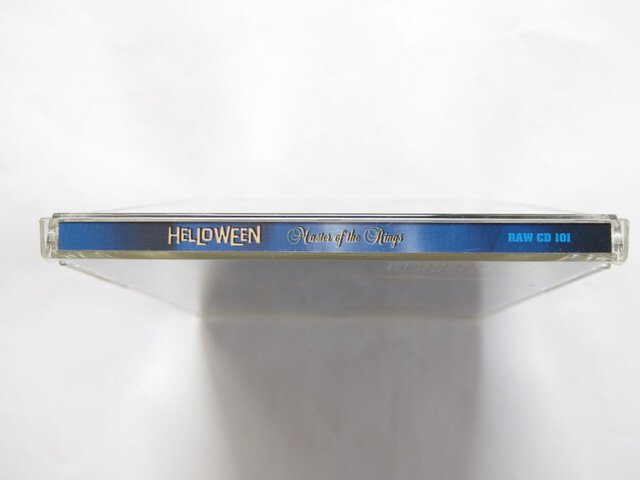 HELLOWEEN Master of the Rings RAW CD 101